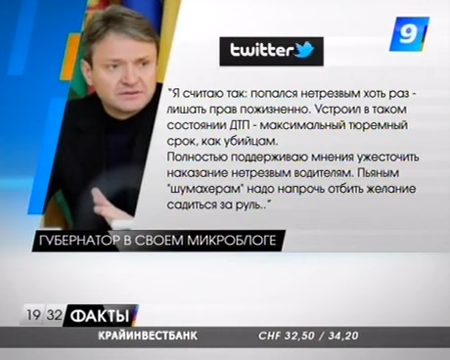 9
twitter
"Я считаю так: попался нетрезвым хоть раз -
лишать прав пожизненно. Устроил в таком
состоянии ДТП - максимальный тюремный
срок, как убийцам.
Полностью поддерживаю мнения ужесточить
наказание нетрезвым водителям. Пьяным
"шумахерам" надо напрочь отбить желание
садиться за руль.."
ГУБЕРНАТОР В СВОЕМ МИКРОБЛОГЕ
19 32 ФАКТЫ
КРАЙИНВЕСТБАНК CHF 32,50 / 34,20